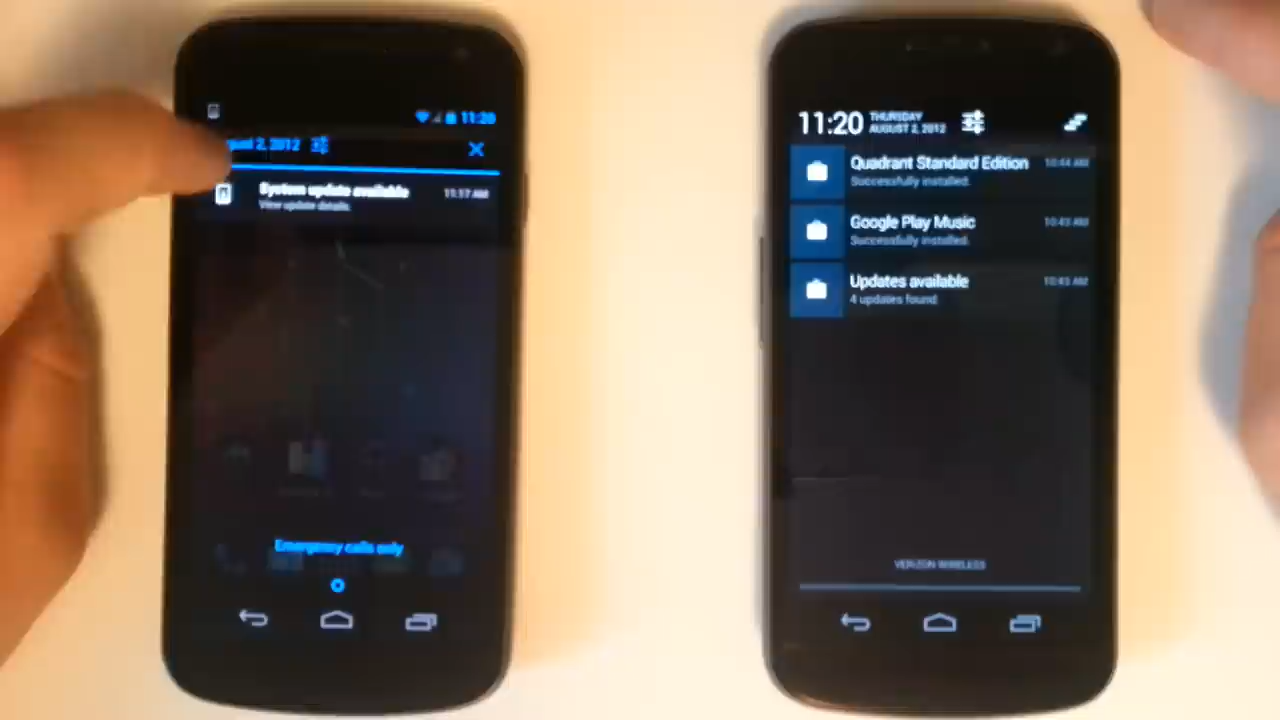 11:20
gust 2, 2012
System update available
11:17 AM
View update details.
Emergency calls only
11:20
THURSDAY
AUGUST 2, 2012
Quadrant Standard Edition
10:44 AM
Successfully installed.
Google Play Music
10:43 AM
Successfully installed.
Updates available
10:43 AM
4 updates found
VERIZON WIRELESS